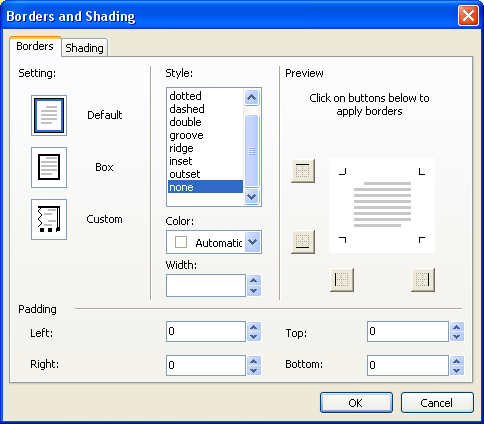 Borders and Shading
Borders
Shading
Setting:
Default
Box
Custom
Style:
dotted
dashed
double
groove
ridge
inset
outset
none
Color:
Automatic
Width:
Preview
Click on buttons below to
apply borders
Padding
Left:
0
Top:
0
Right:
0
Bottom:
0
OK
Cancel